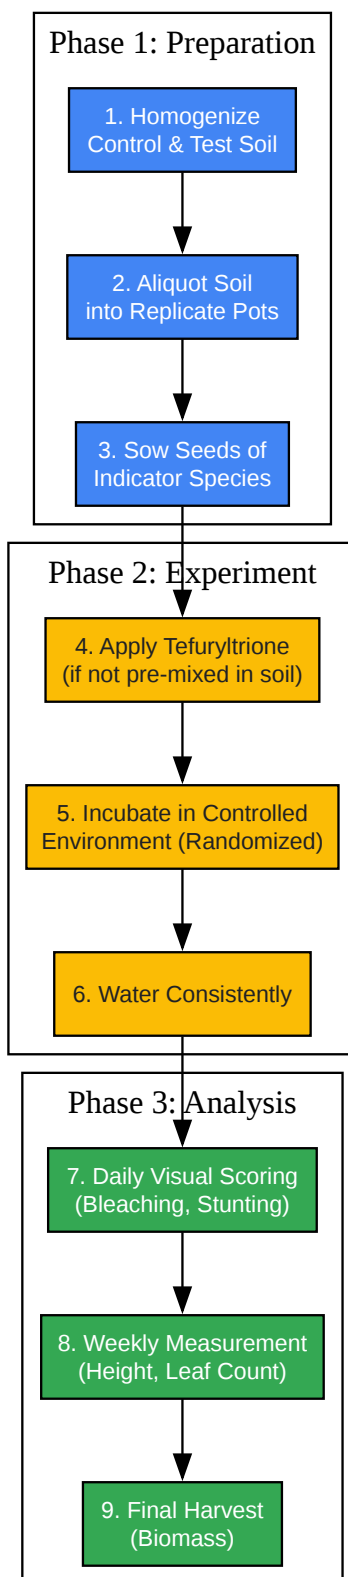 Phase 1: Preparation
1. Homogenize
Control & Test Soil
2. Aliquot Soil
into Replicate Pots
3. Sow Seeds of
Indicator Species
Phase 2: Experiment
4. Apply Tefuryltrione
(if not pre-mixed in soil)
5. Incubate in Controlled
Environment (Randomized)
6. Water Consistently
Phase 3: Analysis
7. Daily Visual Scoring
(Bleaching, Stunting)
8. Weekly Measurement
(Height, Leaf Count)
9. Final Harvest
(Biomass)